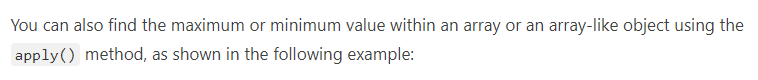 You can also find the maximum or minimum value within an array or an array-like object using the
apply() method, as shown in the following example: